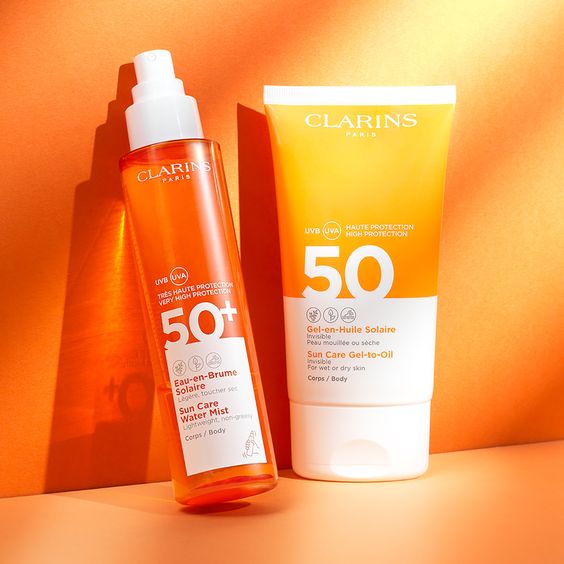 CLARINS
PARIS
UVB UVA
TRÈS HAUTE PROTECTION
VERY HIGH PROTECTION
50+
Eau-en-Brume
Solaire
Légère, toucher sec
Sun Care
Water Mist
Lightweight, non-greasy
Corps / Body
CLARINS
PARIS
UVB UVA HAUTE PROTECTION
HIGH PROTECTION
50
Gel-en-Huile Solaire
Invisible
Peau mouillée ou sèche
Sun Care Gel-to-Oil
Invisible
For wet or dry skin
Corps / Body